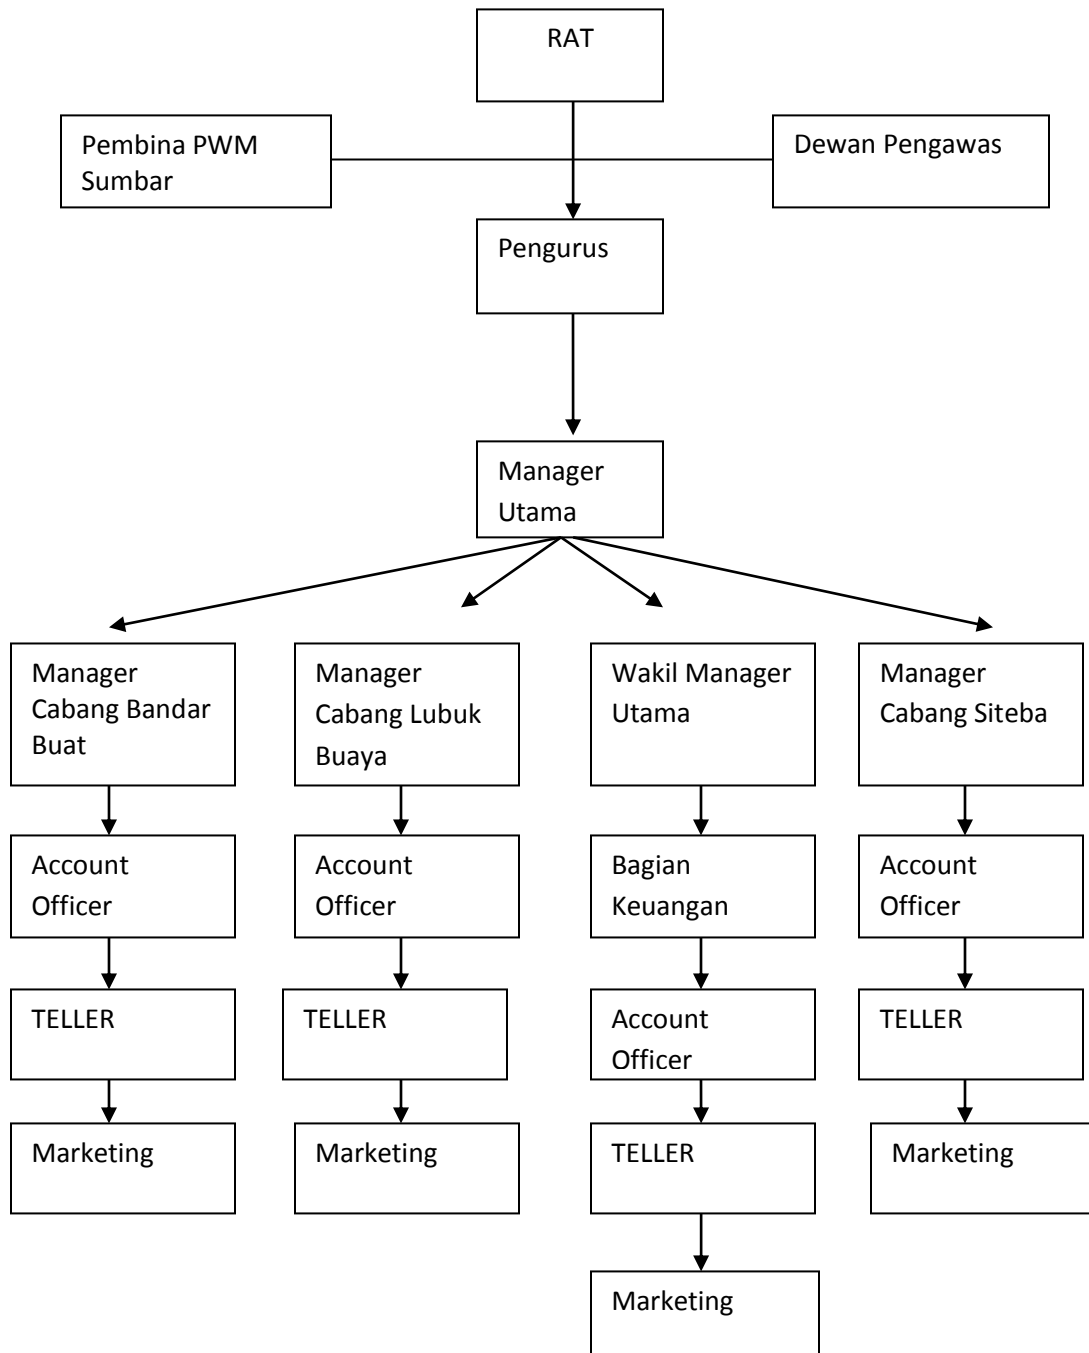 RAT
Pembina PWM
Sumbar
Dewan Pengawas
Pengurus
Manager
Utama
Manager
Cabang Bandar
Buat
Manager
Cabang Lubuk
Buaya
Wakil Manager
Utama
Manager
Cabang Siteba
Account
Officer
Account
Officer
Bagian
Keuangan
Account
Officer
TELLER
TELLER
Account
Officer
TELLER
Marketing
Marketing
TELLER
Marketing
Marketing